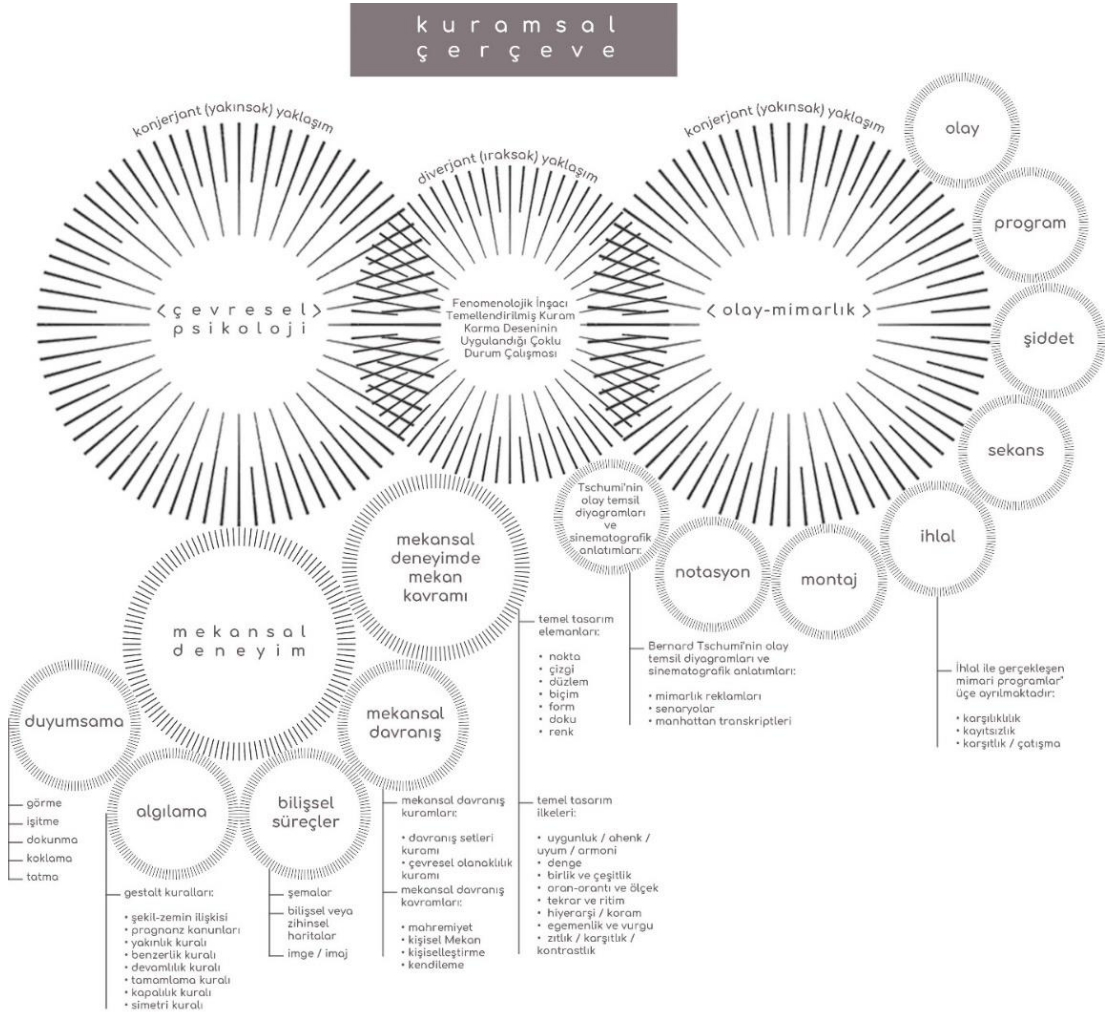 kuramsal
çerçeve
konjerjant (yakınsak) yaklaşım
diverjant (ıraksak) yaklaşım
konjerjant (yakınsak) yaklaşım
<çevresel>
psikoloji
Fenomenolojik İnşacı
Temellendirilmiş Kuram
Karma Deseninin
Uygulandığı Çoklu
Durum Çalışması
<olay-mimarlık>
olay
program
şiddet
sekans
ihlal
montaj
notasyon
Tschumi'nin
olay temsil
diyagramları
ve
sinematografik
anlatımları:
mekansal
deneyimde
mekan
kavramı
mekansal
deneyim
duyumsama
algılama
bilişsel
süreçler
mekansal
davranış
görme
işitme
dokunma
koklama
tatma
gestalt kuralları:
• şekil-zemin ilişkisi
• pragnanz kanunları
• yakınlık kuralı
• benzerlik kuralı
• devamlılık kuralı
• tamamlama kuralı
• kapalılık kuralı
• simetri kuralı
şemalar
bilişsel veya
zihinsel
haritalar
imge / imaj
mekansal davranış
kuramları:
• davranış setleri
kuramı
• çevresel olanaklılık
kuramı
mekansal davranış
kavramları:
• mahremiyet
• kişisel Mekan
• kişiselleştirme
• kendileme
temel tasarım
elemanları:
• nokta
• çizgi
• düzlem
• biçim
• form
• doku
• renk
temel tasarım
ilkeleri:
• uygunluk / ahenk /
uyum / armoni
• denge
• birlik ve çeşitlik
• oran-orantı ve ölçek
• tekrar ve ritim
• hiyerarşi / koram
• egemenlik ve vurgu
• zıtlık / karşıtlık /
kontrastlık
Bernard Tschumi'nin olay
temsil diyagramları ve
sinematografik anlatımları:
• mimarlık reklamları
• senaryolar
• manhattan transkriptleri
İhlal ile gerçekleşen
mimari programlar"
üçe ayrılmaktadır:
• karşılıklılık
• kayıtsızlık
• karşıtlık / çatışma